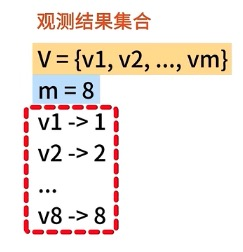 观测结果集合
V = {v1, v2, ..., vm}
m = 8
v1 -> 1
v2 -> 2
...
v8 -> 8